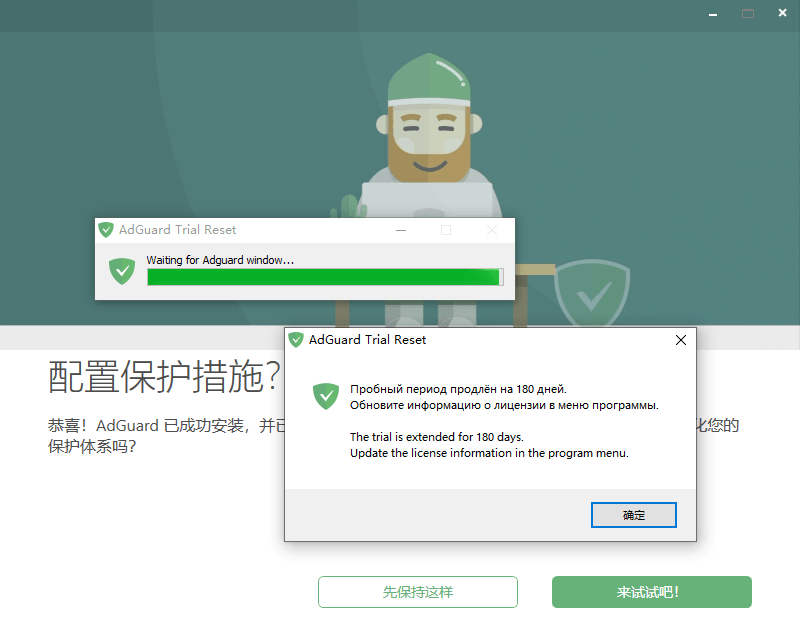 AdGuard Trial Reset
Waiting for Adguard window...
AdGuard Trial Reset
Пробный период продлён на 180 дней.
Обновите информацию о лицензии в меню программы.
The trial is extended for 180 days.
Update the license information in the program menu.
确定
配置保护措施?
恭喜！AdGuard 已成功安装，并已
化您的
保护体系吗?
先保持这样
来试试吧!